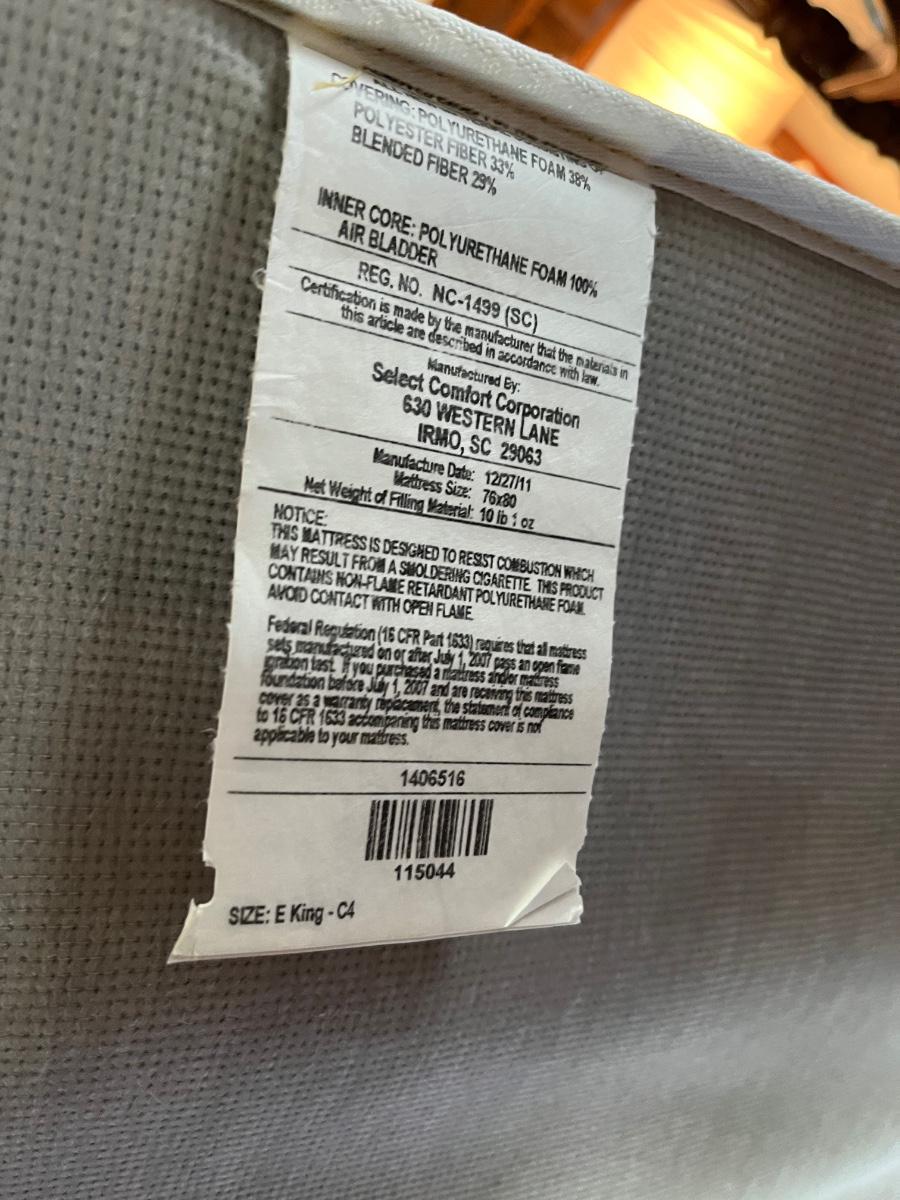 COVERING: POLYURETHANE FOAM 38%
POLYESTER FIBER 33%
BLENDED FIBER 29%
INNER CORE: POLYURETHANE FOAM 100%
AIR BLADDER
REG. NO. NC-1499 (SC)
Certification is made by the manufacturer that the materials in
this article are described in accordance with law.
Manufactured By:
Select Comfort Corporation
630 WESTERN LANE
IRMO, SC 29063
Manufacture Date: 12/27/11
Mattress Size: 76x80
Net Weight of Filling Material: 10 lb 1 oz
NOTICE:
THIS MATTRESS IS DESIGNED TO RESIST COMBUSTION WHICH
MAY RESULT FROM A SMOLDERING CIGARETTE. THIS PRODUCT
CONTAINS NON-FLAME RETARDANT POLYURETHANE FOAM.
AVOID CONTACT WITH OPEN FLAME.
Federal Regulation (16 CFR Part 1633) requires that all mattress
sets manufactured on or after July 1, 2007 pass an open flame
ignition test. If you purchased a mattress and/or mattress
foundation before July 1, 2007 and are receiving this mattress
cover as a warranty replacement, the statement of compliance
to 16 CFR 1633 accompaning this mattress cover is not
applicable to your mattress.
1406516
115044
SIZE: E King - C4